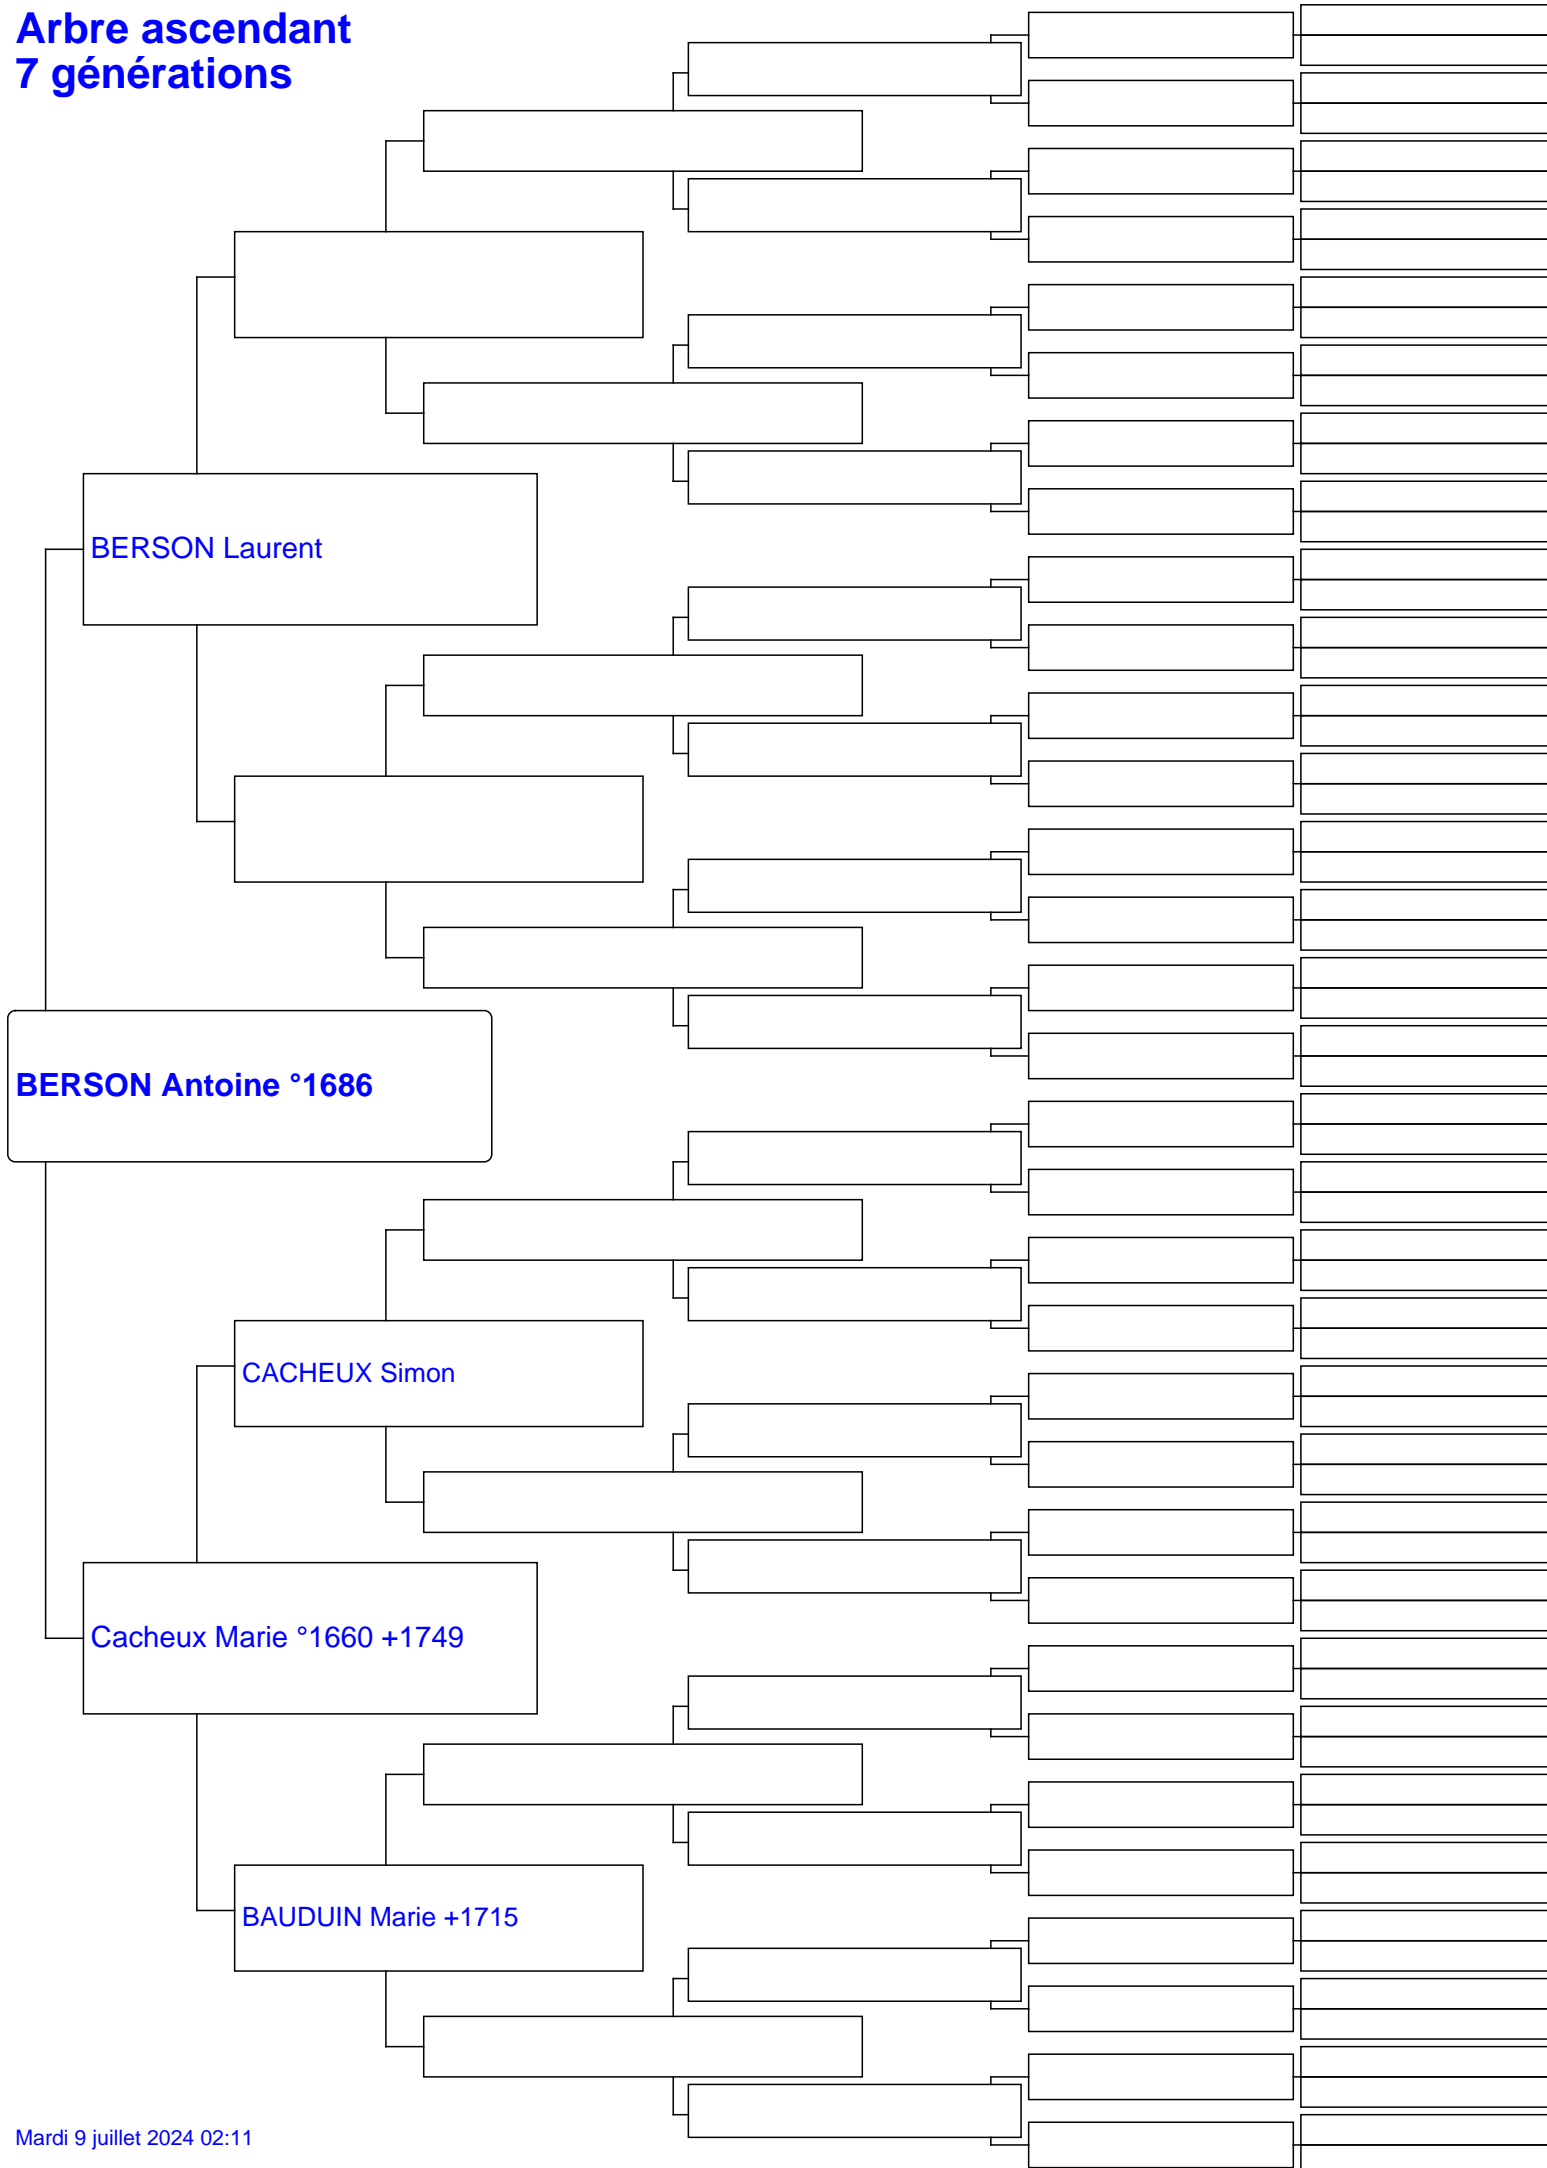 Arbre ascendant
7 générations
BERSON Laurent
BERSON Antoine °1686
CACHEUX Simon
Cacheux Marie °1660 +1749
BAUDUIN Marie +1715
Mardi 9 juillet 2024 02:11